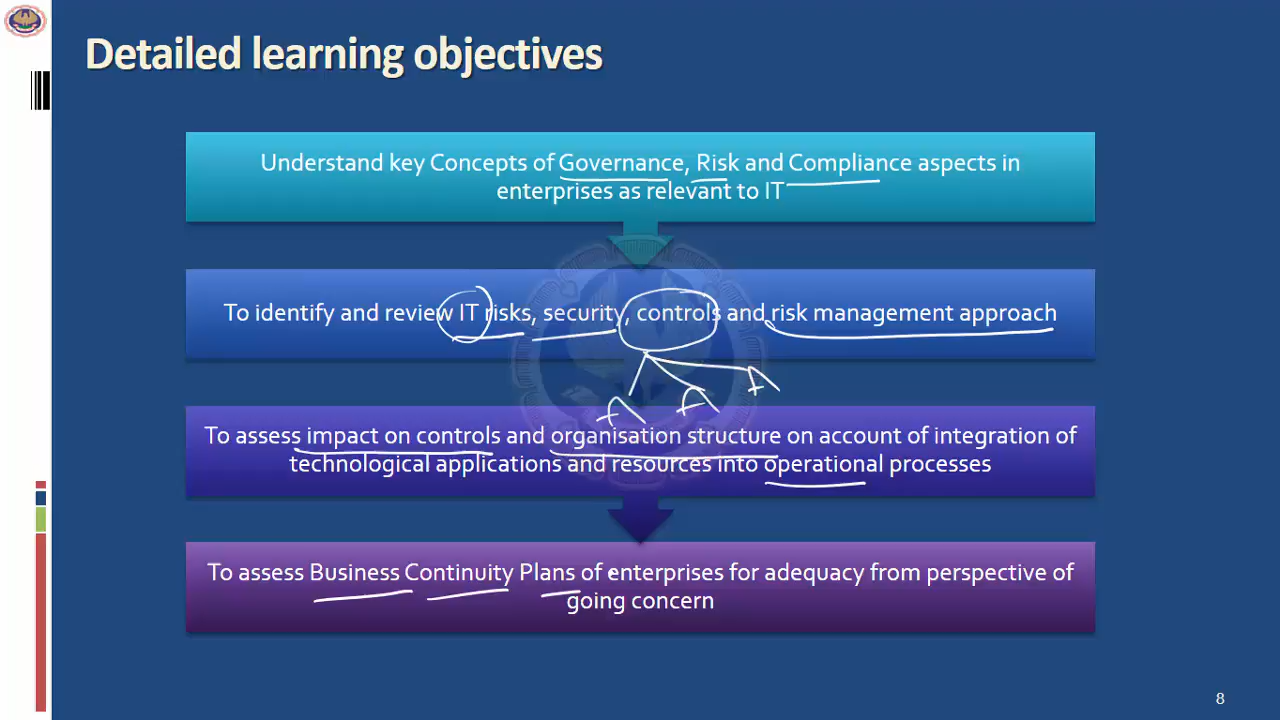 Detailed learning objectives
Understand key Concepts of Governance, Risk and Compliance aspects in
enterprises as relevant to IT
To identify and review IT risks, security, controls and risk management approach
To assess impact on controls and organisation structure on account of integration of
technological applications and resources into operational processes
To assess Business Continuity Plans of enterprises for adequacy from perspective of
going concern
8